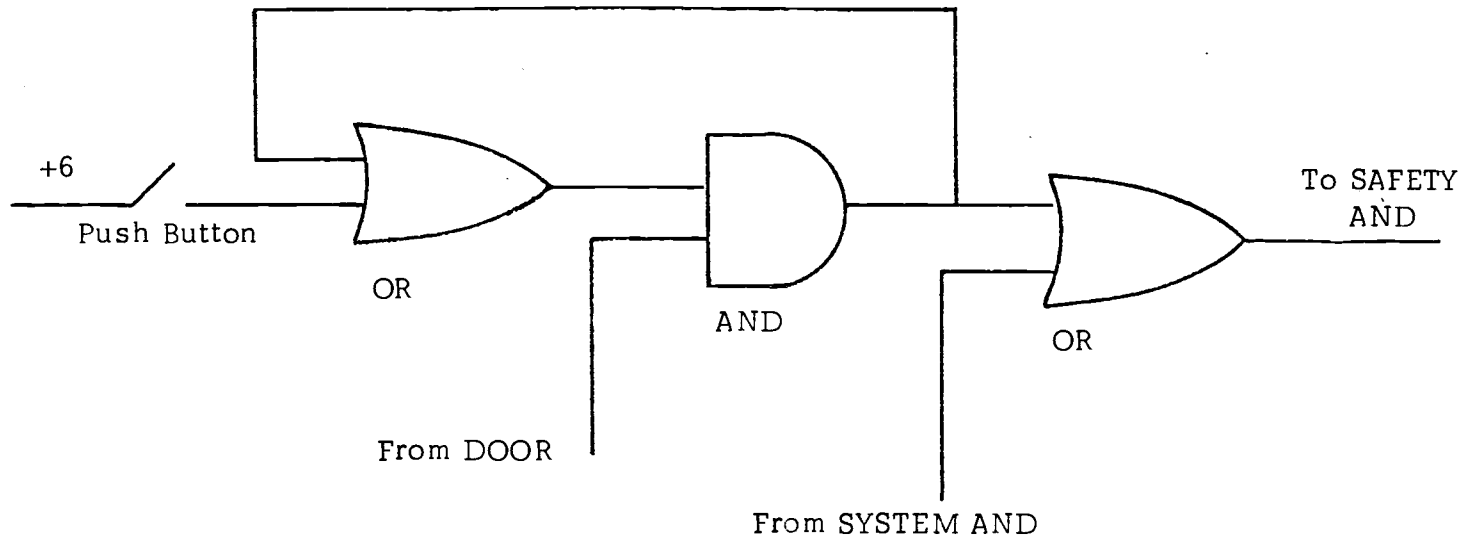 +6
Push Button
OR
AND
OR
To SAFETY
AND
From DOOR
From SYSTEM AND